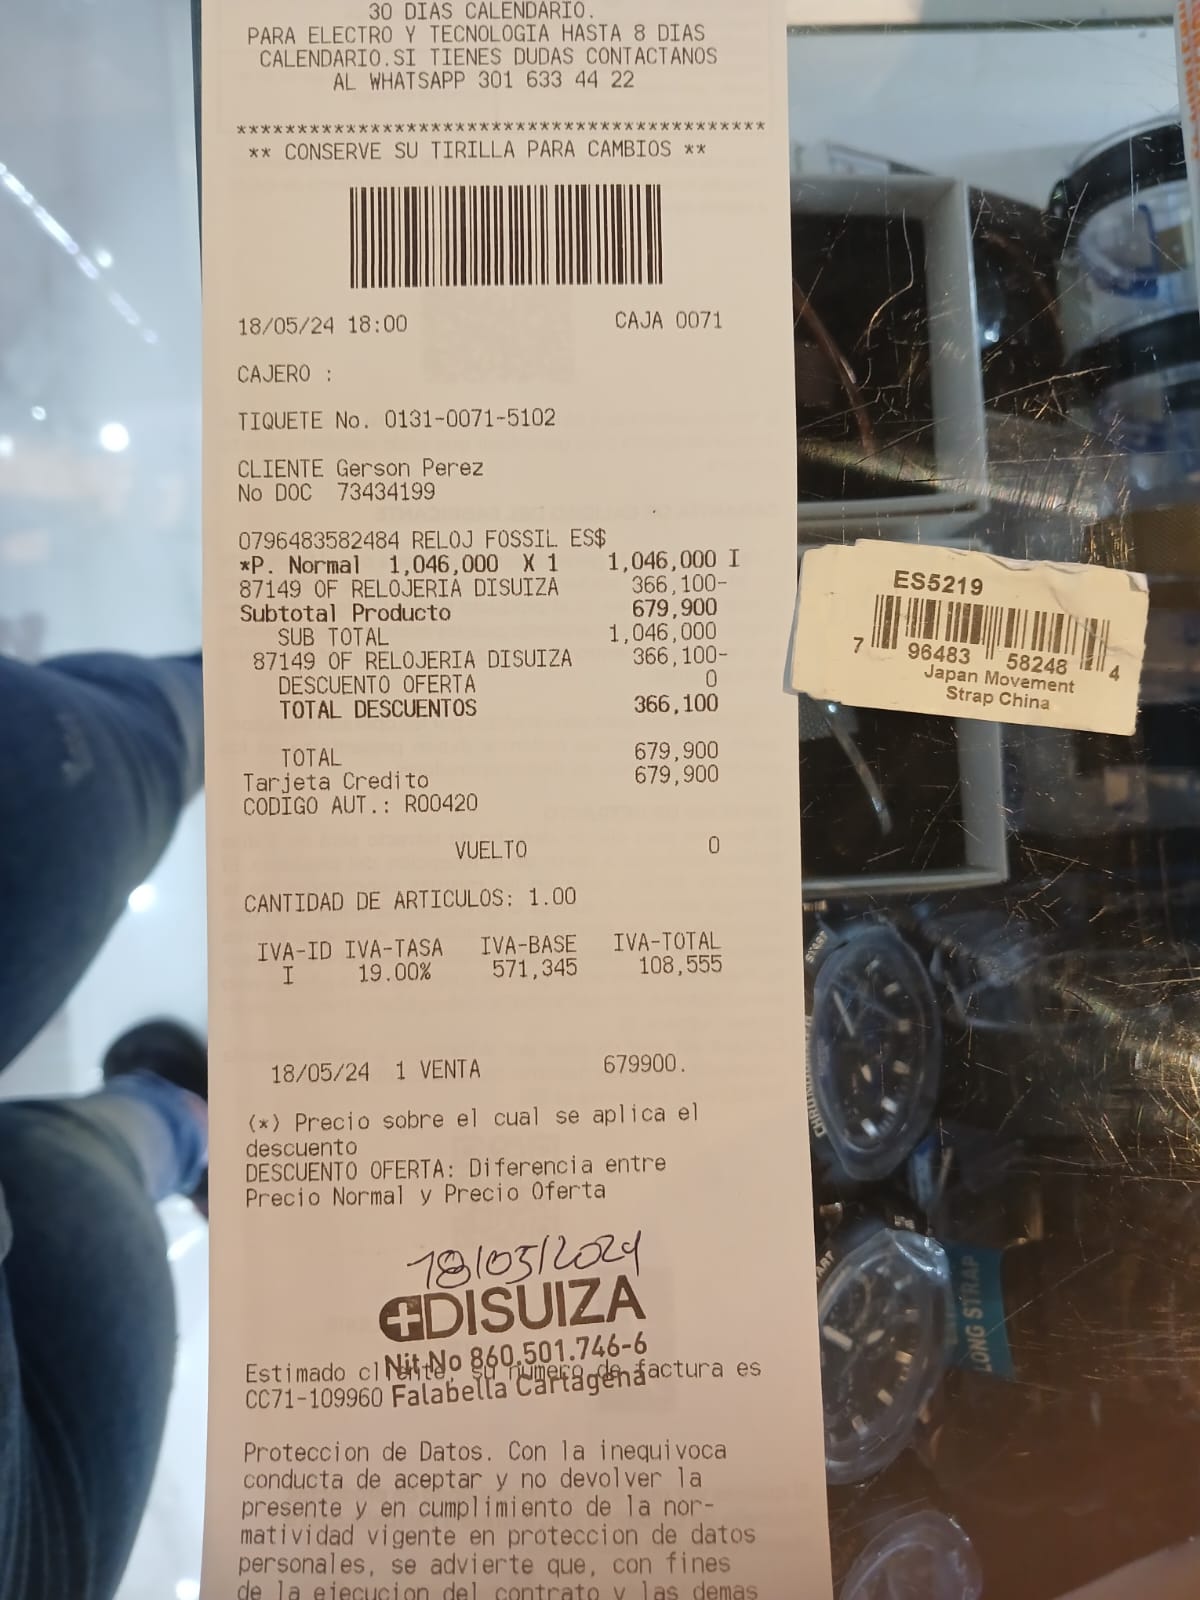 30 DIAS CALENDARIO.
PARA ELECTRO Y TECNOLOGIA HASTA 8 DIAS
CALENDARIO.SI TIENES DUDAS CONTACTANOS
AL WHATSAPP 301 633 44 22
*******************************************
** CONSERVE SU TIRILLA PARA CAMBIOS **
18/05/24 18:00 CAJA 0071
CAJERO :
TIQUETE No. 0131-0071-5102
CLIENTE Gerson Perez
No DOC 73434199
0796483582484 RELOJ FOSSIL ES$
*P. Normal 1,046,000 X 1 1,046,000 I
87149 OF RELOJERIA DISUIZA 366,100-
Subtotal Producto 679,900
SUB TOTAL 1,046,000
87149 OF RELOJERIA DISUIZA 366,100-
DESCUENTO OFERTA 0
TOTAL DESCUENTOS 366,100
TOTAL 679,900
Tarjeta Credito 679,900
CODIGO AUT.: R00420
VUELTO 0
CANTIDAD DE ARTICULOS: 1.00
IVA-ID IVA-TASA IVA-BASE IVA-TOTAL
I 19.00% 571,345 108,555
18/05/24 1 VENTA 679900.
(*) Precio sobre el cual se aplica el
descuento
DESCUENTO OFERTA: Diferencia entre
Precio Normal y Precio Oferta
18/05/2024
DISUIZA
Nit No 860.501.746-6
Falabella Cartagena
Estimado cliente, su numero de factura es
CC71-109960
Proteccion de Datos. Con la inequivoca
conducta de aceptar y no devolver la
presente y en cumplimiento de la nor-
matividad vigente en proteccion de datos
personales, se advierte que, con fines
de la ejecucion del contrato y las demas
ES5219
7 96483 58248 4
Japan Movement
Strap China
LONG STRAP